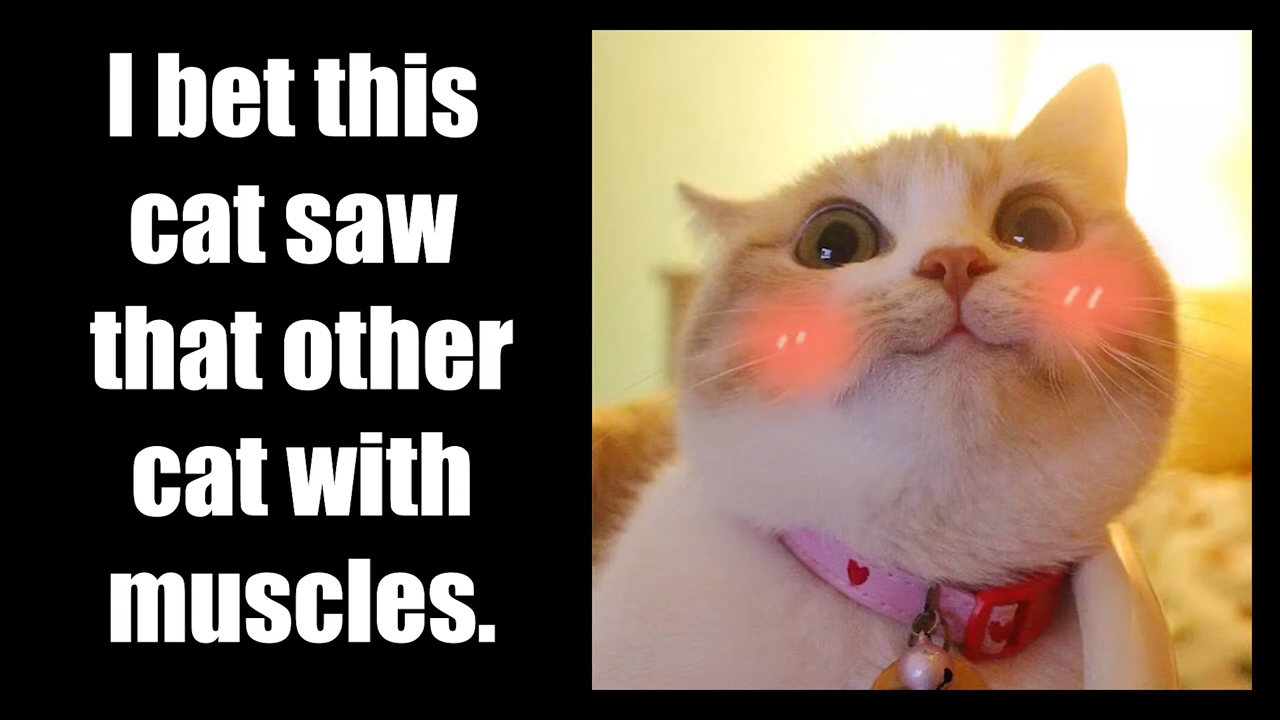 I bet this
cat saw
that other
cat with
muscles.